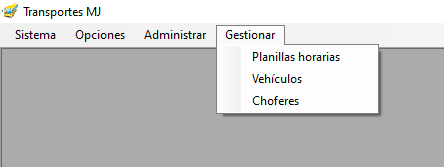 Transportes MJ
Sistema Opciones Administrar Gestionar
Planillas horarias
Vehículos
Choferes